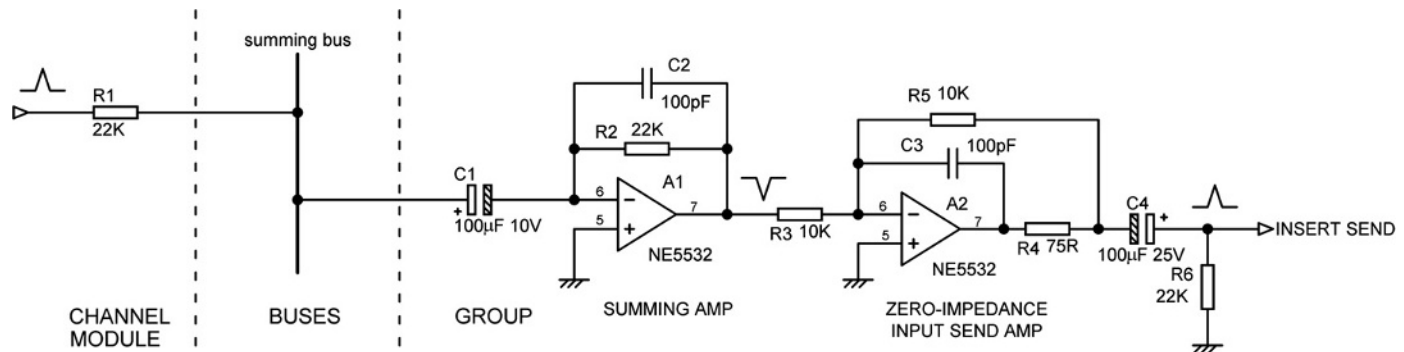 summing bus
R1
22K
C1
+
100µF 10V
C2
100pF
R2 22K
6
5
7
A1
NE5532
R3 10K
R5 10K
C3 100pF
6
5
7
A2
NE5532
R4 75R
C4
+
100µF 25V
R6
22K
INSERT SEND
CHANNEL
MODULE
BUSES
GROUP
SUMMING AMP
ZERO-IMPEDANCE
INPUT SEND AMP